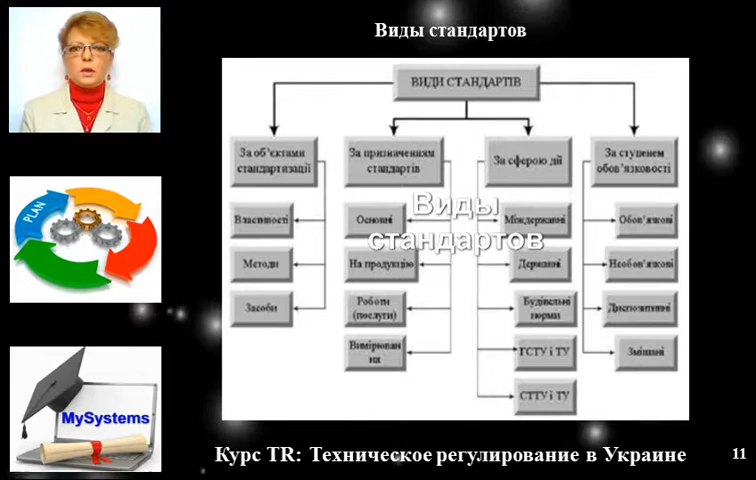 Виды стандартов
ВИДИ СТАНДАРТІВ
За об'єктами
стандартизації
Властивості
Методи
Засоби
За призначенням
стандартів
Основні
На продукцію
Роботи
(послуги)
Вимірюван
ня
За сферою дії
Міждержавні
Державні
Будівельні
норми
ГСТУ і ТУ
СТТУ і ТУ
За ступенем
обов'язковості
Обов'язкові
Необов'язкові
Диспозитивні
Змішані
Виды
стандартов
PLAN
MySystems
Курс TR: Техническое регулирование в Украине
11